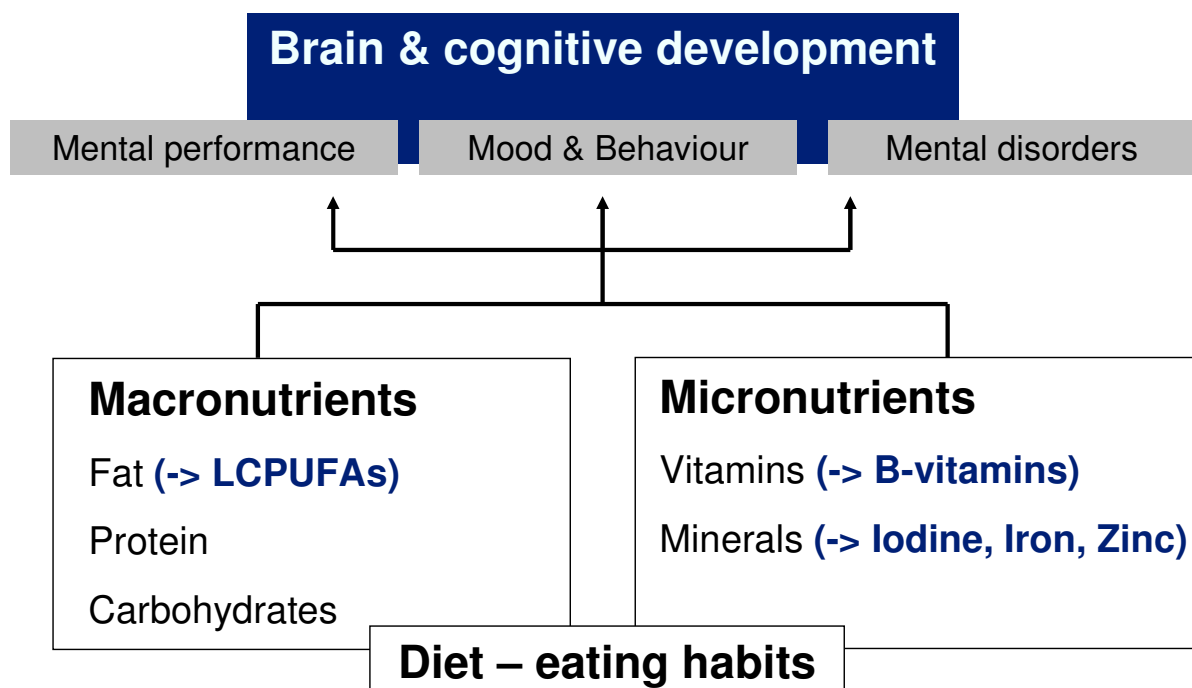 Brain & cognitive development
Mental performance
Mood & Behaviour
Mental disorders
Macronutrients
Fat (-> LCPUFAs)
Protein
Carbohydrates
Micronutrients
Vitamins (-> B-vitamins)
Minerals (-> Iodine, Iron, Zinc)
Diet – eating habits